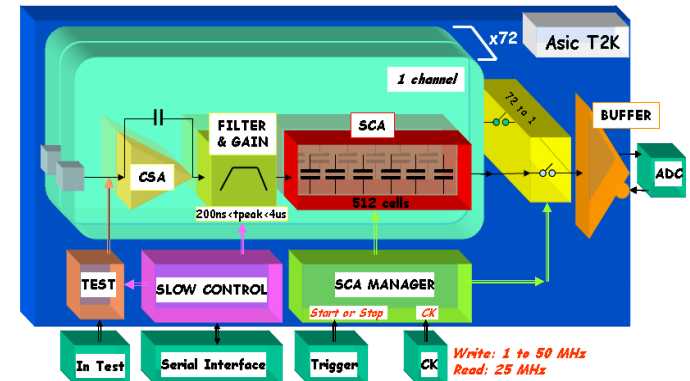 x72
Asic T2K
1 channel
72 to 1
BUFFER
FILTER
& GAIN
SCA
CSA
ADC
512 cells
200ns<tpeak<4us
TEST
SLOW CONTROL
SCA MANAGER
Start or Stop
CK
In Test
Serial Interface
Trigger
CK
Write: 1 to 50 MHz
Read: 25 MHz